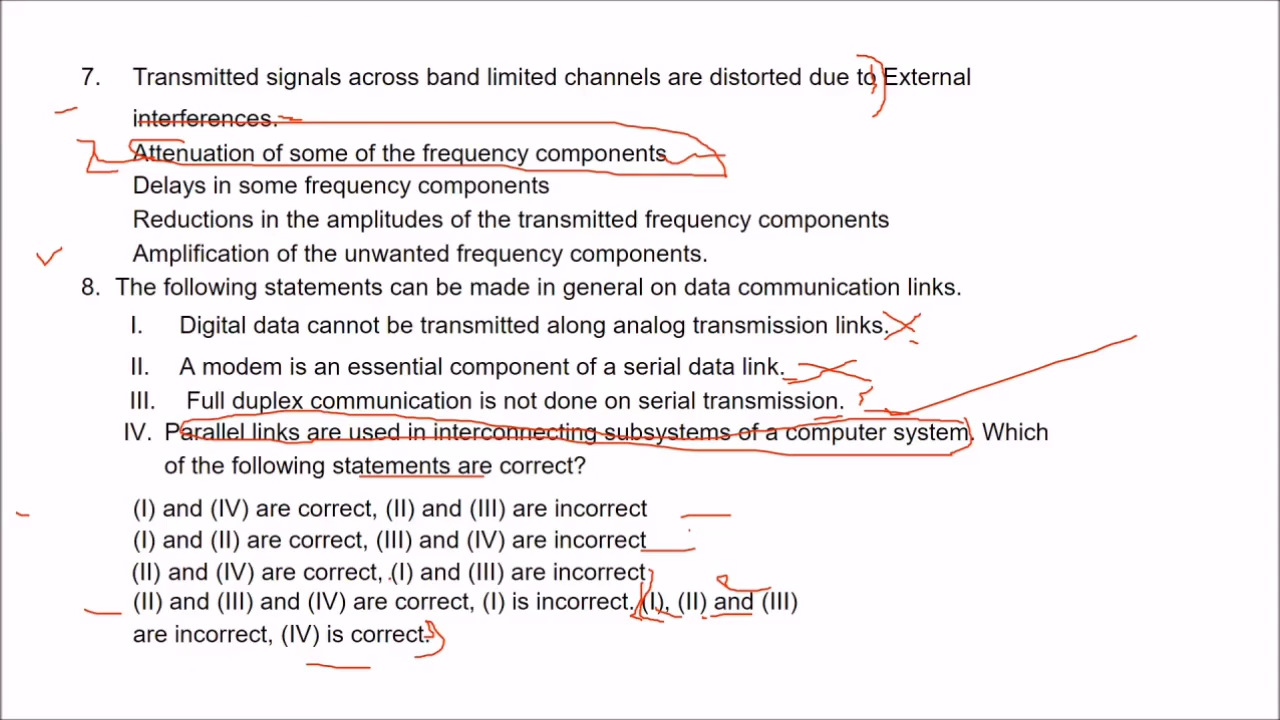 7. Transmitted signals across band limited channels are distorted due to External
interferences.
Attenuation of some of the frequency components
Delays in some frequency components
Reductions in the amplitudes of the transmitted frequency components
Amplification of the unwanted frequency components.
8. The following statements can be made in general on data communication links.
I. Digital data cannot be transmitted along analog transmission links.
II. A modem is an essential component of a serial data link.
III. Full duplex communication is not done on serial transmission.
IV. Parallel links are used in interconnecting subsystems of a computer system. Which
of the following statements are correct?
(I) and (IV) are correct, (II) and (III) are incorrect
(I) and (II) are correct, (III) and (IV) are incorrect
(II) and (IV) are correct, (I) and (III) are incorrect
(II) and (III) and (IV) are correct, (I) is incorrect. (I), (II) and (III)
are incorrect, (IV) is correct.